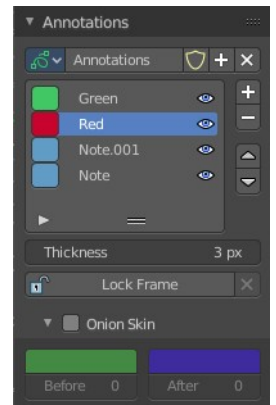 Annotations
Annotations
Green
Red
Note.001
Note
Thickness 3 px
Lock Frame
Onion Skin
Before 0 After 0